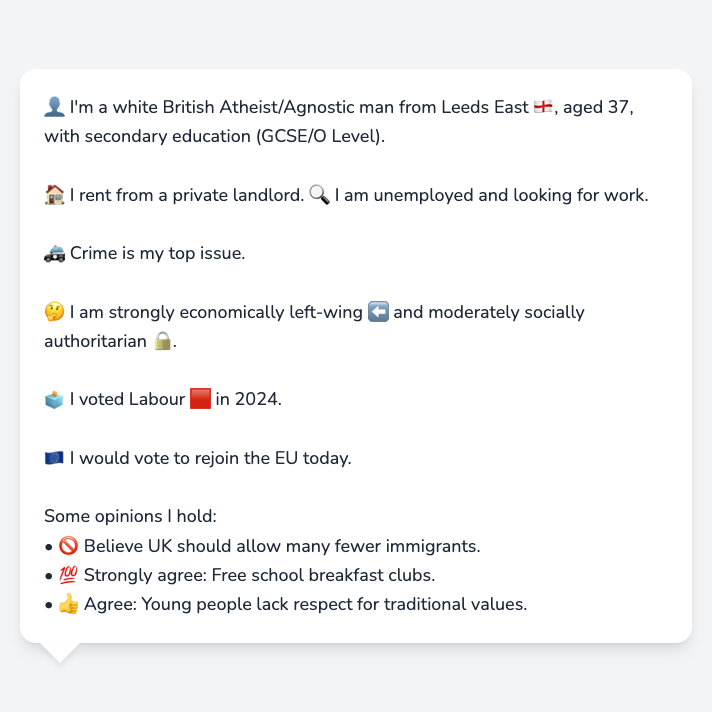 👤 I'm a white British Atheist/Agnostic man from Leeds East 🏴󠁧󠁢󠁥󠁮󠁧󠁿, aged 37,
with secondary education (GCSE/O Level).
🏠 I rent from a private landlord. 🔍 I am unemployed and looking for work.
🚓 Crime is my top issue.
🤔 I am strongly economically left-wing ⬅️ and moderately socially
authoritarian 🔒.
🗳️ I voted Labour 🟥 in 2024.
🇪🇺 I would vote to rejoin the EU today.
Some opinions I hold:
• 🚫 Believe UK should allow many fewer immigrants.
• 💯 Strongly agree: Free school breakfast clubs.
• 👍 Agree: Young people lack respect for traditional values.